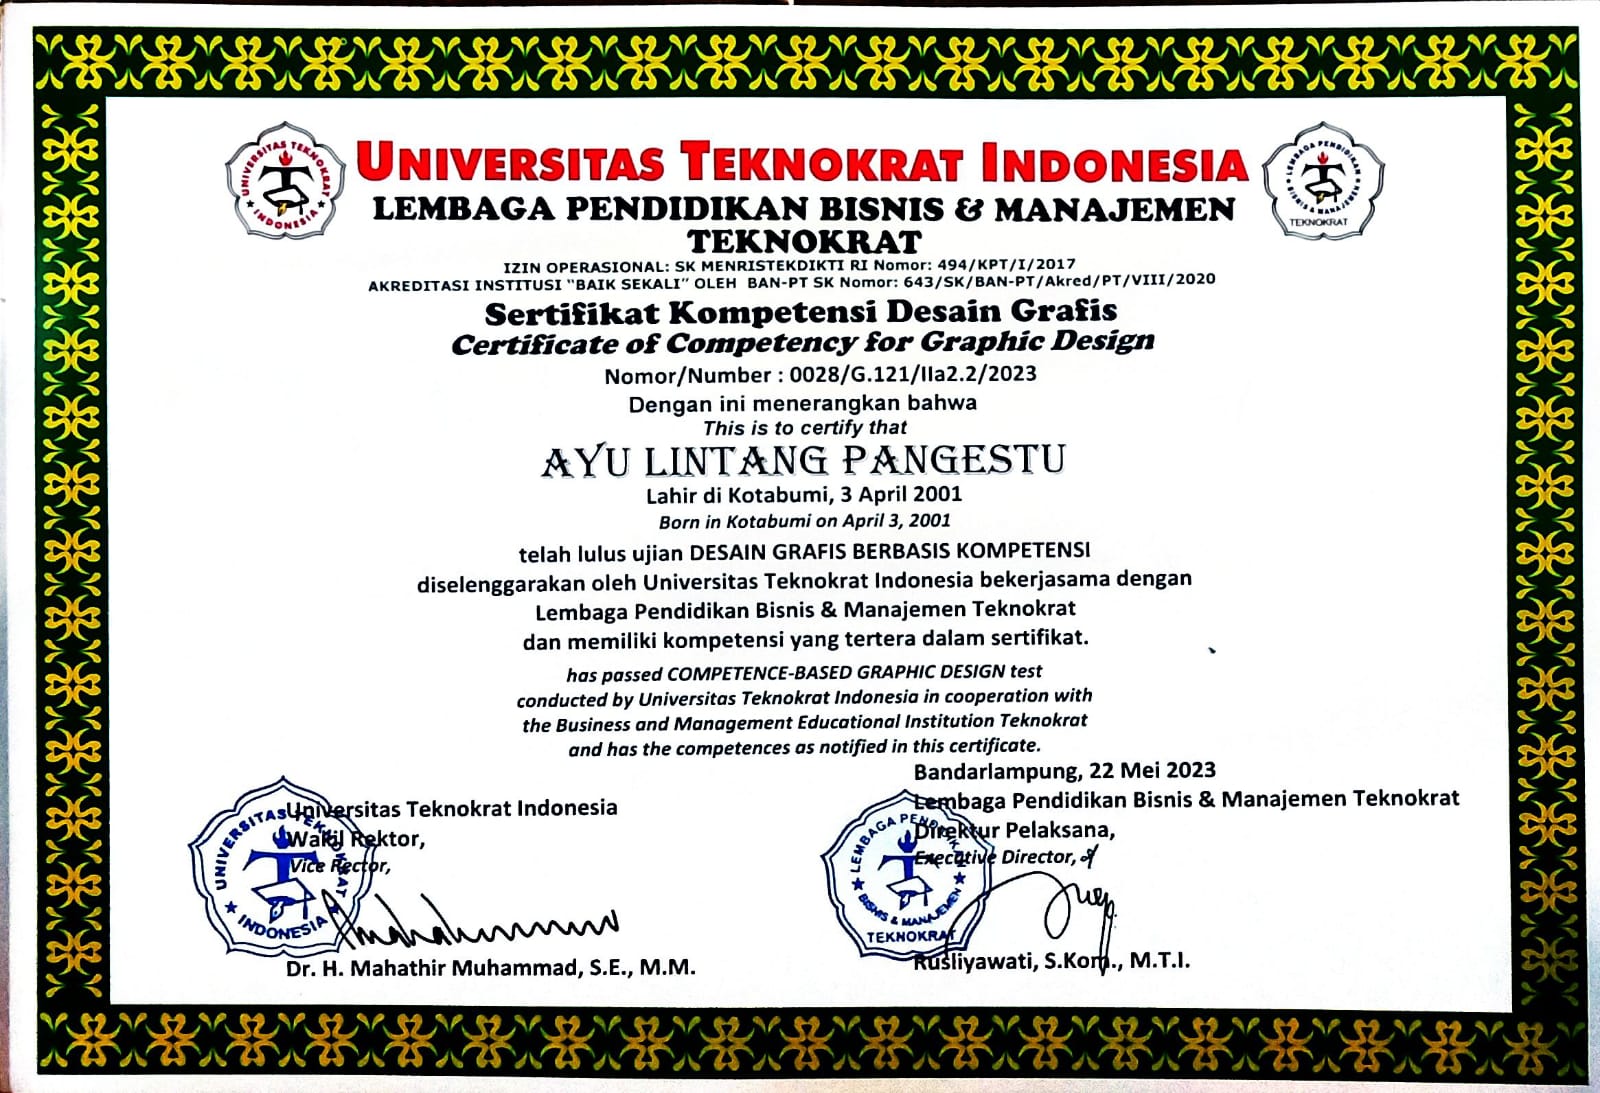 UNIVERSITAS TEKNOKRAT INDONESIA
UNIVERSITAS TEKNOKRAT INDONESIA
LEMBAGA PENDIDIKAN BISNIS & MANAJEMEN TEKNOKRAT
LEMBAGA PENDIDIKAN BISNIS & MANAJEMEN
TEKNOKRAT
IZIN OPERASIONAL: SK MENRISTEKDIKTI RI Nomor: 494/KPT/I/2017
AKREDITASI INSTITUSI "BAIK SEKALI" OLEH BAN-PT SK Nomor: 643/SK/BAN-PT/Akred/PT/VIII/2020
Sertifikat Kompetensi Desain Grafis
Certificate of Competency for Graphic Design
Nomor/Number : 0028/G.121/IIa2.2/2023
Dengan ini menerangkan bahwa
This is to certify that
AYU LINTANG PANGESTU
Lahir di Kotabumi, 3 April 2001
Born in Kotabumi on April 3, 2001
telah lulus ujian DESAIN GRAFIS BERBASIS KOMPETENSI
diselenggarakan oleh Universitas Teknokrat Indonesia bekerjasama dengan
Lembaga Pendidikan Bisnis & Manajemen Teknokrat
dan memiliki kompetensi yang tertera dalam sertifikat.
has passed COMPETENCE-BASED GRAPHIC DESIGN test
conducted by Universitas Teknokrat Indonesia in cooperation with
the Business and Management Educational Institution Teknokrat
and has the competences as notified in this certificate.
Universitas Teknokrat Indonesia
Wakil Rektor,
Vice Rector,
UNIVERSITAS TEKNOKRAT INDONESIA
Dr. H. Mahathir Muhammad, S.E., M.M.
Bandarlampung, 22 Mei 2023
Lembaga Pendidikan Bisnis & Manajemen Teknokrat
Direktur Pelaksana,
Executive Director,
LEMBAGA PENDIDIKAN BISNIS & MANAJEMEN TEKNOKRAT
Rusliyawati, S.Kom., M.T.I.